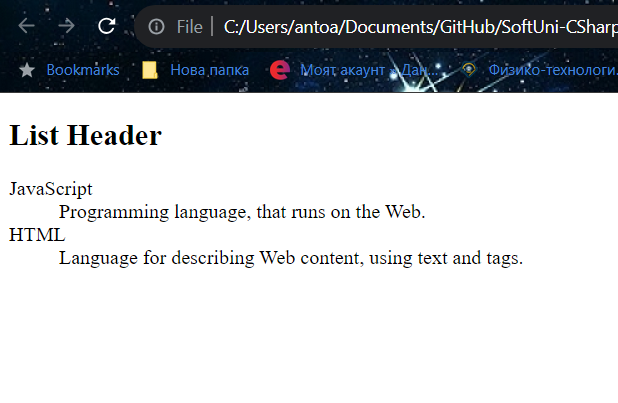 File | C:/Users/antoa/Documents/GitHub/SoftUni-CSharp
Bookmarks Нова папка Моят акаунт - Дан... Физико-технологи.
List Header
JavaScript
Programming language, that runs on the Web.
HTML
Language for describing Web content, using text and tags.